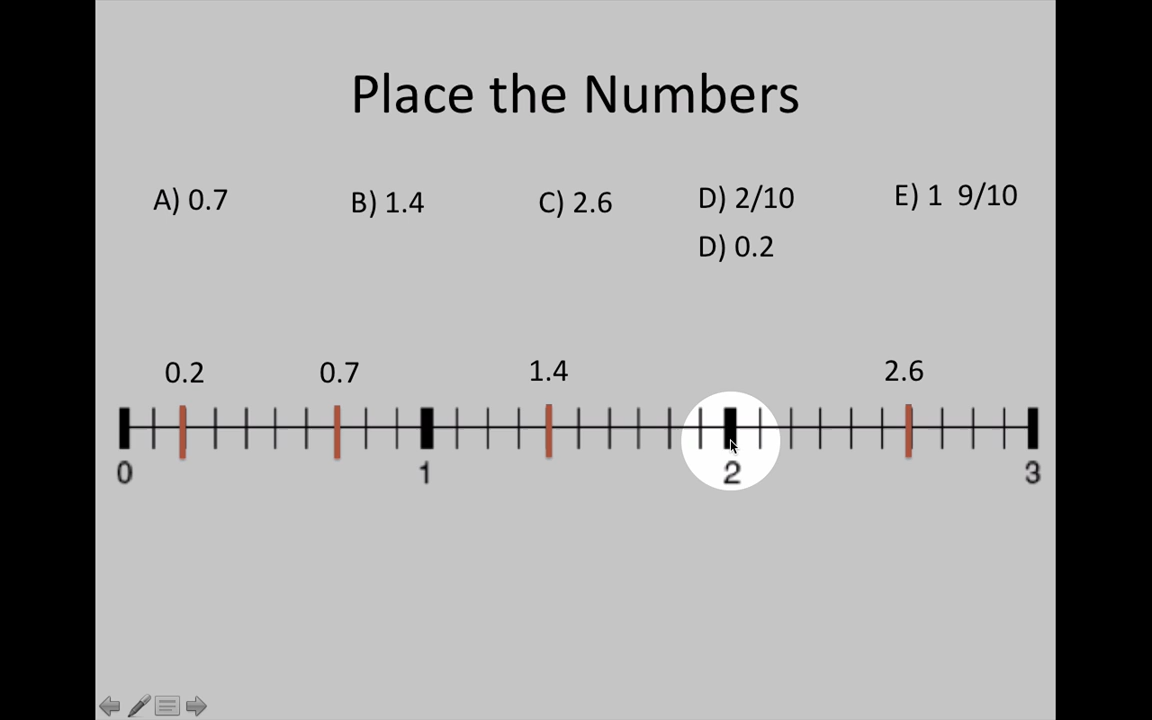 Place the Numbers
A) 0.7 B) 1.4 C) 2.6 D) 2/10 E) 1 9/10
D) 0.2
0.2 0.7 1.4 2.6
0 1 2 3